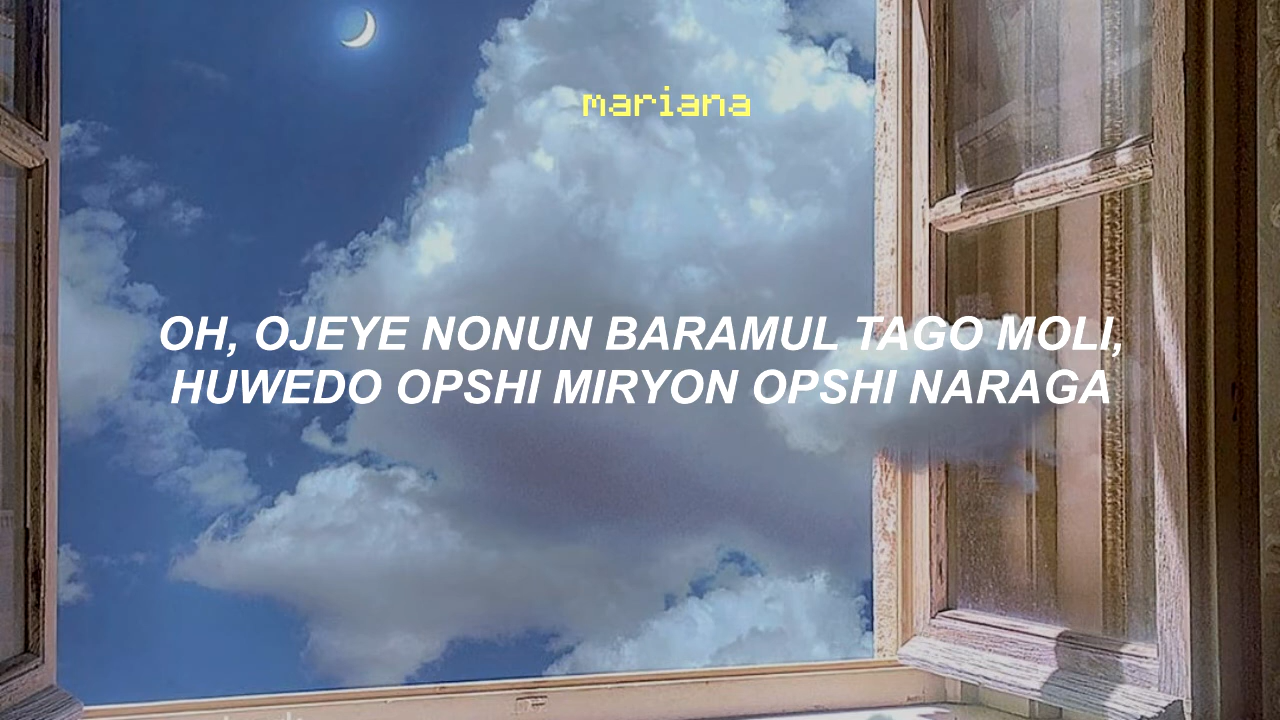 mariana
OH, OJEYE NONUN BARAMUL TAGO MOLI,
HUWEDO OPSHI MIRYON OPSHI NARAGA